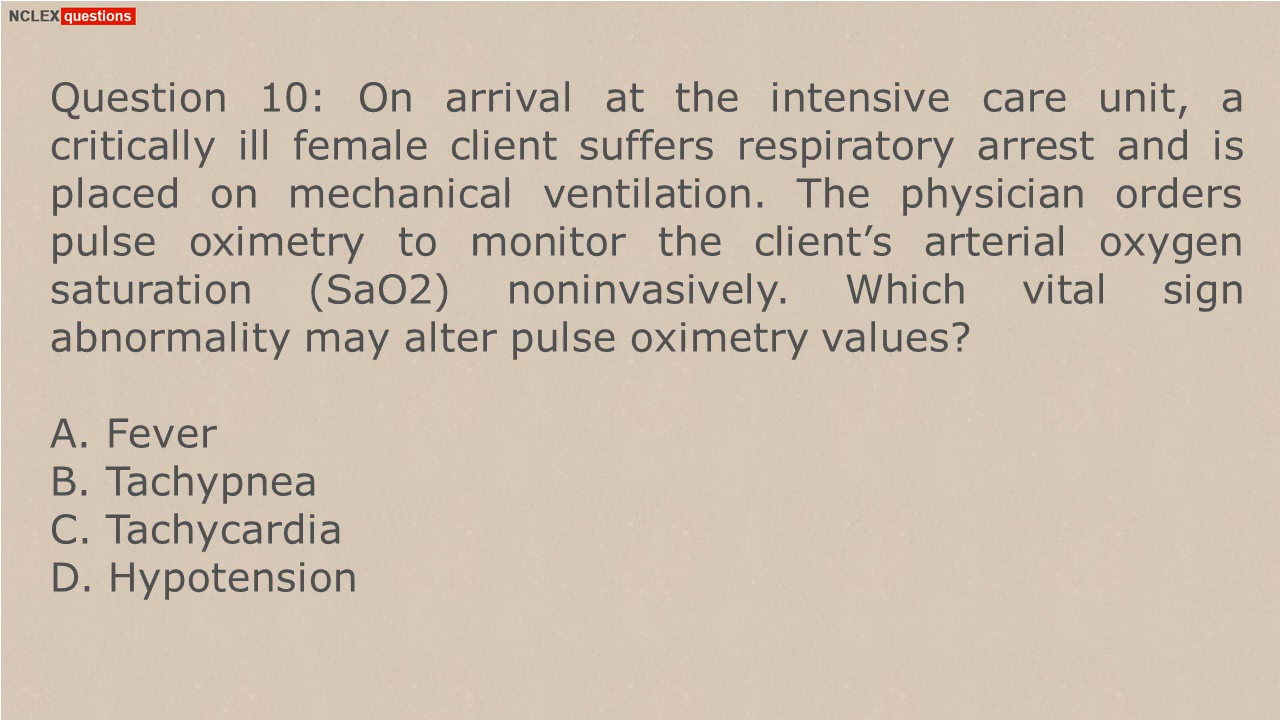 NCLEX questions
Question 10: On arrival at the intensive care unit, a
critically ill female client suffers respiratory arrest and is
placed on mechanical ventilation. The physician orders
pulse oximetry to monitor the client’s arterial oxygen
saturation (SaO2) noninvasively. Which vital sign
abnormality may alter pulse oximetry values?
A. Fever
B. Tachypnea
C. Tachycardia
D. Hypotension